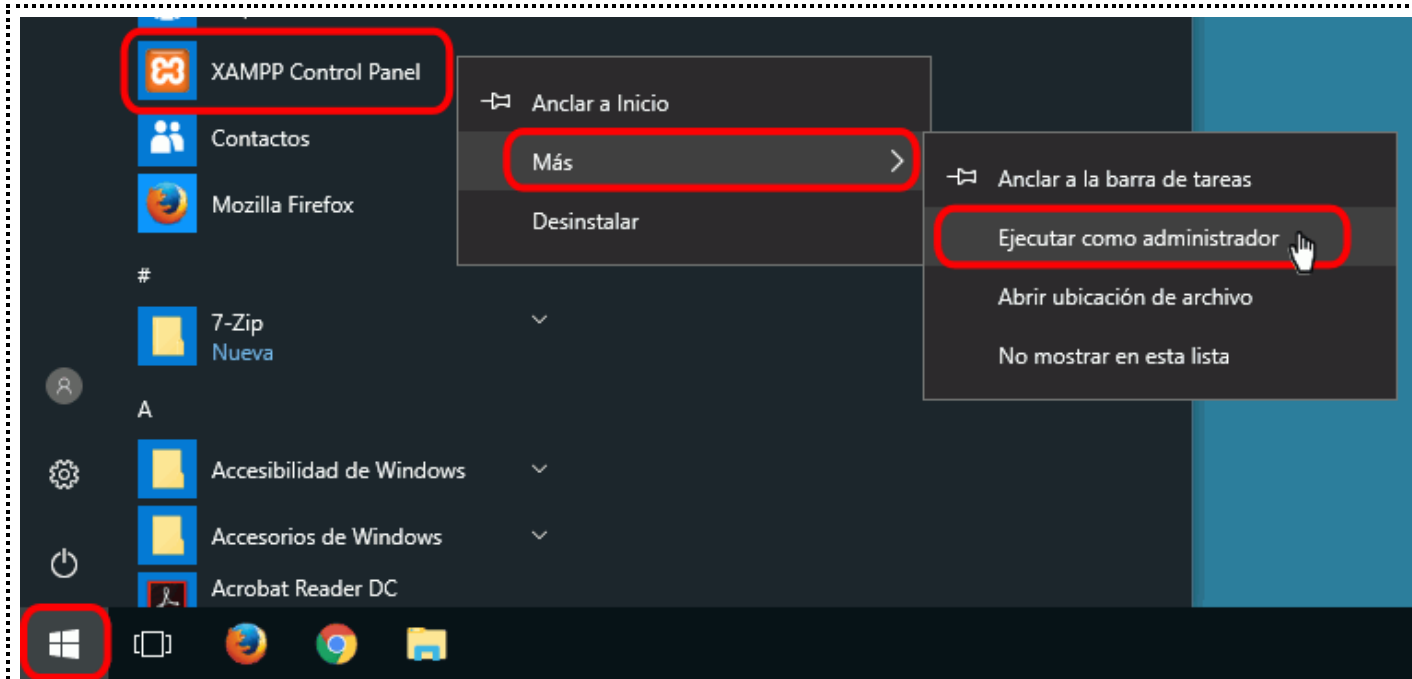 XAMPP Control Panel
Anclar a Inicio
Contactos
Más
Anclar a la barra de tareas
Mozilla Firefox
Desinstalar
Ejecutar como administrador
#
Abrir ubicación de archivo
7-Zip
Nueva
No mostrar en esta lista
A
Accesibilidad de Windows
Accesorios de Windows
Acrobat Reader DC